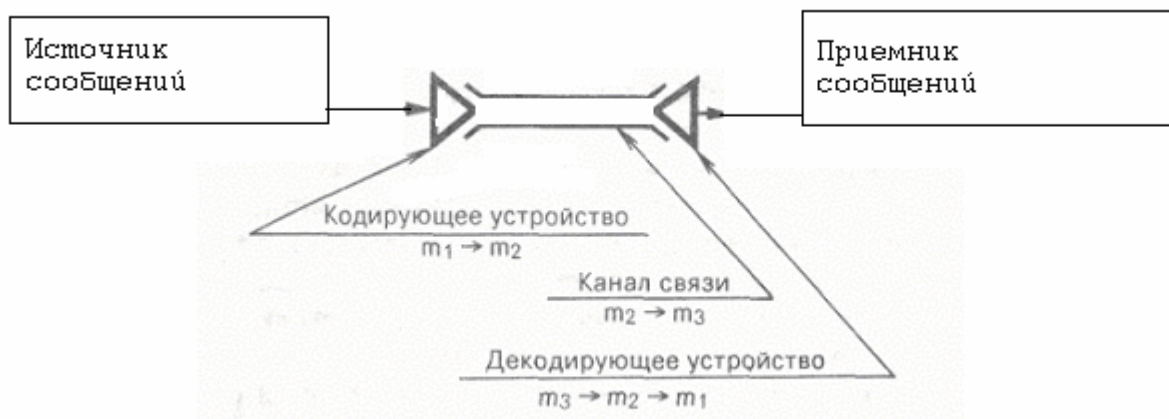 Источник
сообщений
Приемник
сообщений
Кодирующее устройство
m₁ → m₂
Канал связи
m₂ → m₃
Декодирующее устройство
m₃ → m₂ → m₁